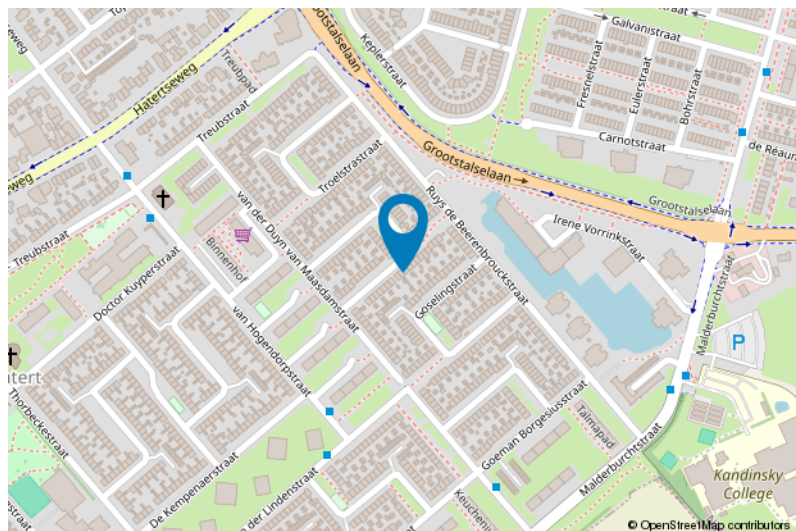 Galvanistraat
Keplerstraat
Fresnelstraat
Eulerstraat
Bohrstraat
Grootstalselaan
Treubpad
Hatertseweg
Treubstraat
Carnotstraat
de Réaum
Grootstalselaan
Troelstrastraat
Grootstalselaan
Ruys de Beerenbrouckstraat
Irene Vorrinkstraat
van der Duyn van Maasdamstraat
Binnenhof
Treubstraat
Doctor Kuyperstraat
Goselingstraat
Malderburchtstraat
P
van Hogendorpstraat
atert
Thorbeckestraat
Goeman Borgesiusstraat
Talmapad
Malderburchtstraat
De Kempenaerstraat
van der Lindenstraat
Kandinsky
College
© OpenStreetMap contributors